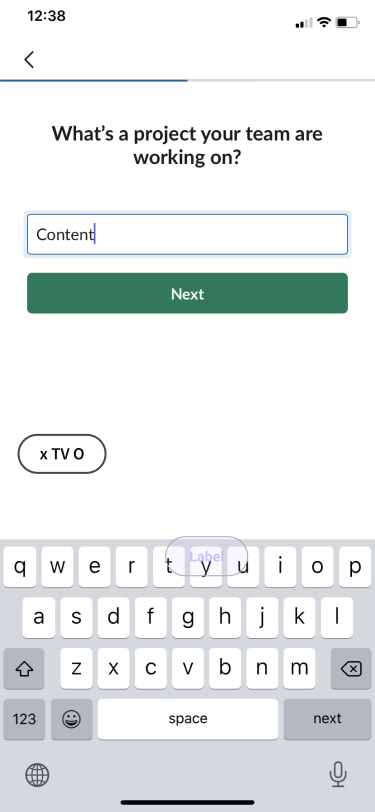 12:38
What's a project your team are
working on?
Content
Next
x TV O
Label
q w e r t y u i o p
a s d f g h j k l
z x c v b n m
123 space next